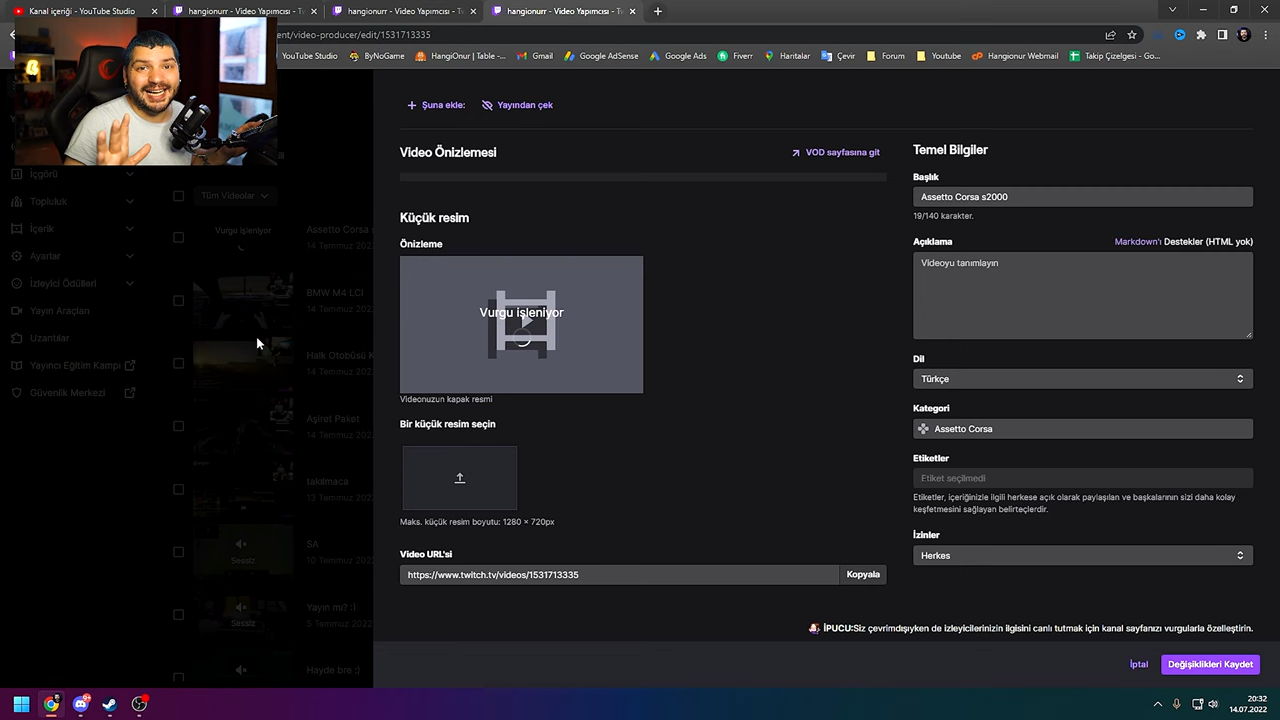 Kanal içeriği - YouTube Studio
hangionurr - Video Yapımcısı - Tw
hangionurr - Video Yapımcısı - Tw
ent/video-producer/edit/1531713335
YouTube Studio
ByNoGame
HangiOnur - YouTu...
Gmail
Google AdSense
Google Ads
Fiverr
Haritalar
Çevir
Forum
Youtube
Hangionur Webmail
Takip Çizelgesi - Go...
Şuna ekle:
Yayından çek
Video Önizlemesi
VOD sayfasına git
Küçük resim
Önizleme
Vurgu işleniyor
Videonuzun kapak resmi
Bir küçük resim seçin
Maks. küçük resim boyutu: 1280 × 720px
Video URL'si
https://www.twitch.tv/videos/1531713335
Kopyala
Temel Bilgiler
Başlık
Assetto Corsa s2000
19/140 karakter.
Açıklama
Markdown'ı Destekler (HTML yok)
Videoyu tanımlayın
Dil
Türkçe
Kategori
Assetto Corsa
Etiketler
Etiket seçilmedi
Etiketler, içeriğinizle ilgili herkese açık olarak paylaşılan ve başkalarının sizi daha kolay
keşfetmesini sağlayan belirteçlerdir.
İzinler
Herkes
İPUCU:Siz çevrimdışıyken de izleyicilerinizin ilgisini canlı tutmak için kanal sayfanızı vurgularla özelleştirin.
İptal
Değişiklikleri Kaydet
İçgörü
Topluluk
İçerik
Ayarlar
İzleyici Ödülleri
Yayın Araçları
Uzantılar
Yayıncı Eğitim Kampı
Güvenlik Merkezi
Tüm Videolar
Vurgu işleniyor
Assetto Corsa
14 Temmuz 202
BMW M4 LCI
14 Temmuz 2022
Halk Otobüsü K
14 Temmuz 2022
Aşiret Paket
14 Temmuz 2022
takılmaca
13 Temmuz 2022
Sessiz
SA
10 Temmuz 2022
Sessiz
Yayın mı? :)
5 Temmuz 2022
Hayde bre :)
20:32
14.07.2022